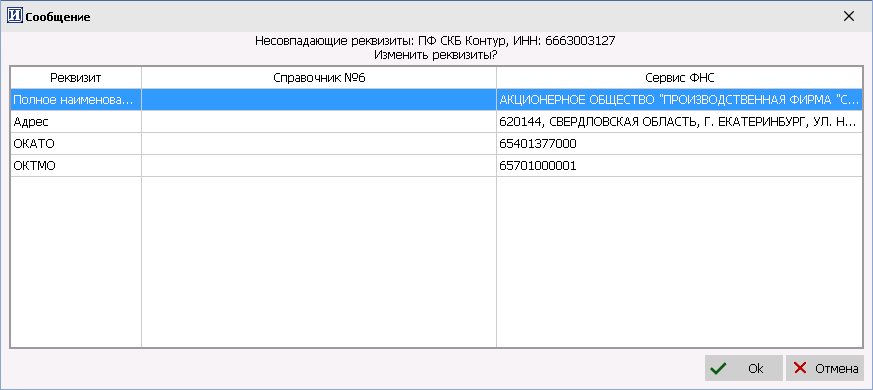 Сообщение
Несовпадающие реквизиты: ПФ СКБ Контур, ИНН: 6663003127
Изменить реквизиты?
Реквизит Справочник №6 Сервис ФНС
Полное наименова... АКЦИОНЕРНОЕ ОБЩЕСТВО "ПРОИЗВОДСТВЕННАЯ ФИРМА "С...
Адрес 620144, СВЕРДЛОВСКАЯ ОБЛАСТЬ, Г. ЕКАТЕРИНБУРГ, УЛ. Н...
ОКАТО 65401377000
ОКТМО 65701000001
Ok Отмена